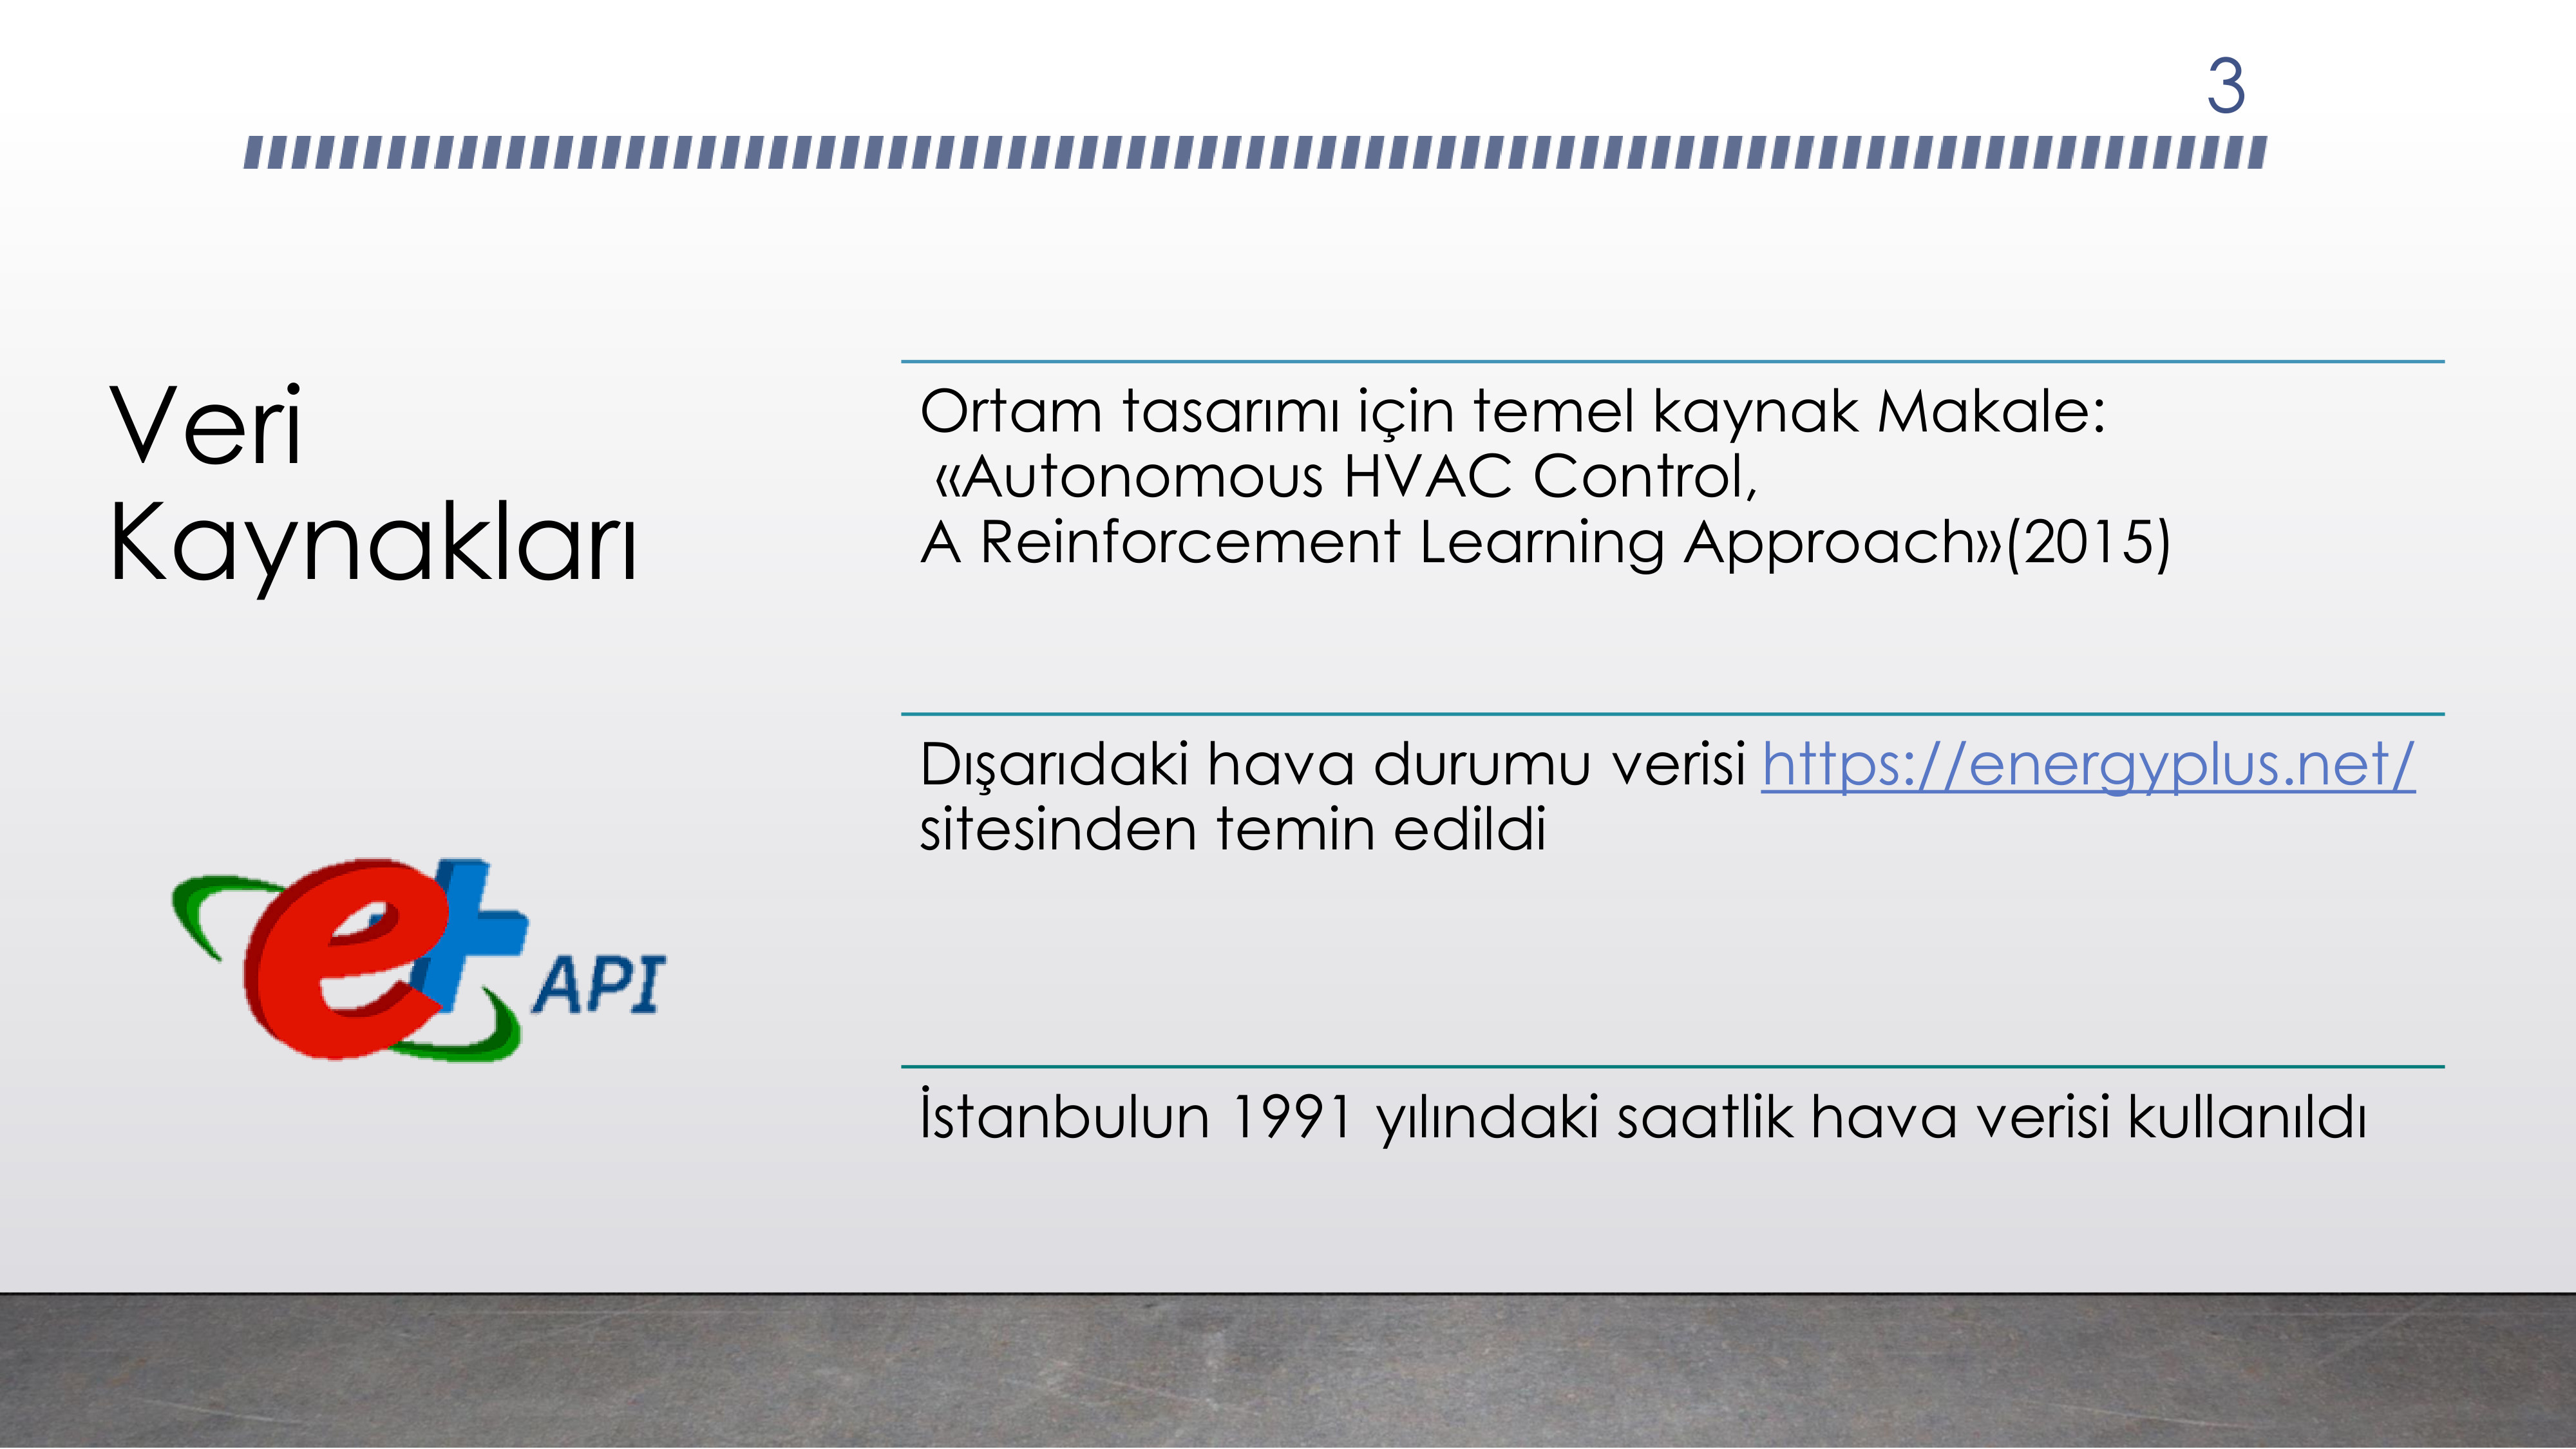 3
Veri
Kaynakları
Ortam tasarımı için temel kaynak Makale:
«Autonomous HVAC Control,
A Reinforcement Learning Approach»(2015)
Dışarıdaki hava durumu verisi https://energyplus.net/
sitesinden temin edildi
İstanbulun 1991 yılındaki saatlik hava verisi kullanıldı
e+ API